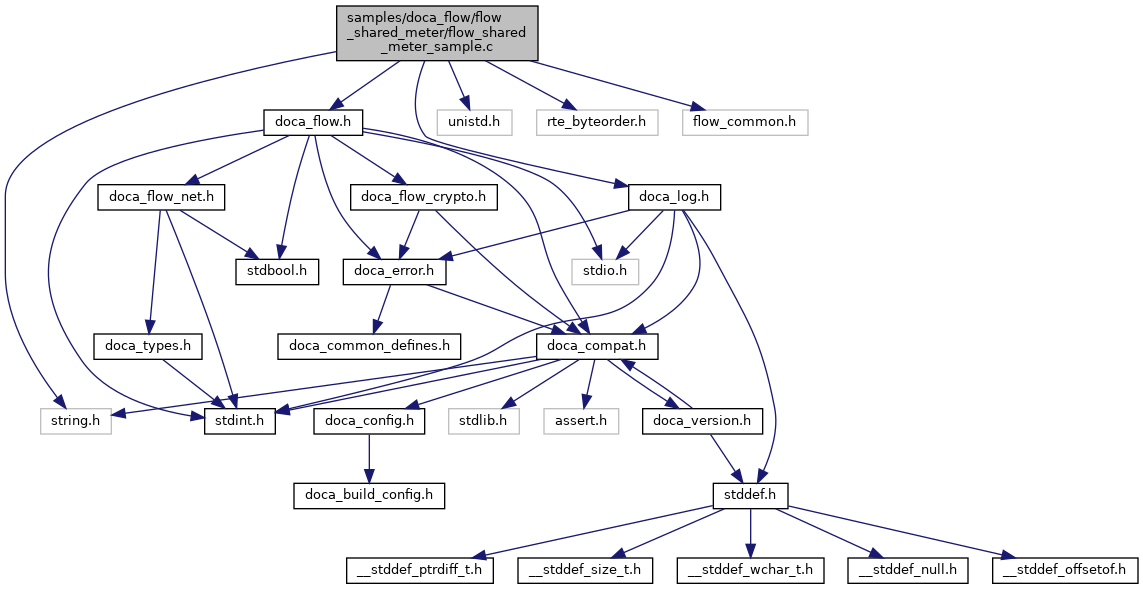 samples/doca_flow/flow
_shared_meter/flow_shared
_meter_sample.c
doca_flow.h
unistd.h
rte_byteorder.h
flow_common.h
doca_flow_net.h
doca_flow_crypto.h
doca_log.h
stdbool.h
doca_error.h
stdio.h
doca_types.h
doca_common_defines.h
doca_compat.h
string.h
stdint.h
doca_config.h
stdlib.h
assert.h
doca_version.h
doca_build_config.h
stddef.h
__stddef_ptrdiff_t.h
__stddef_size_t.h
__stddef_wchar_t.h
__stddef_null.h
__stddef_offsetof.h